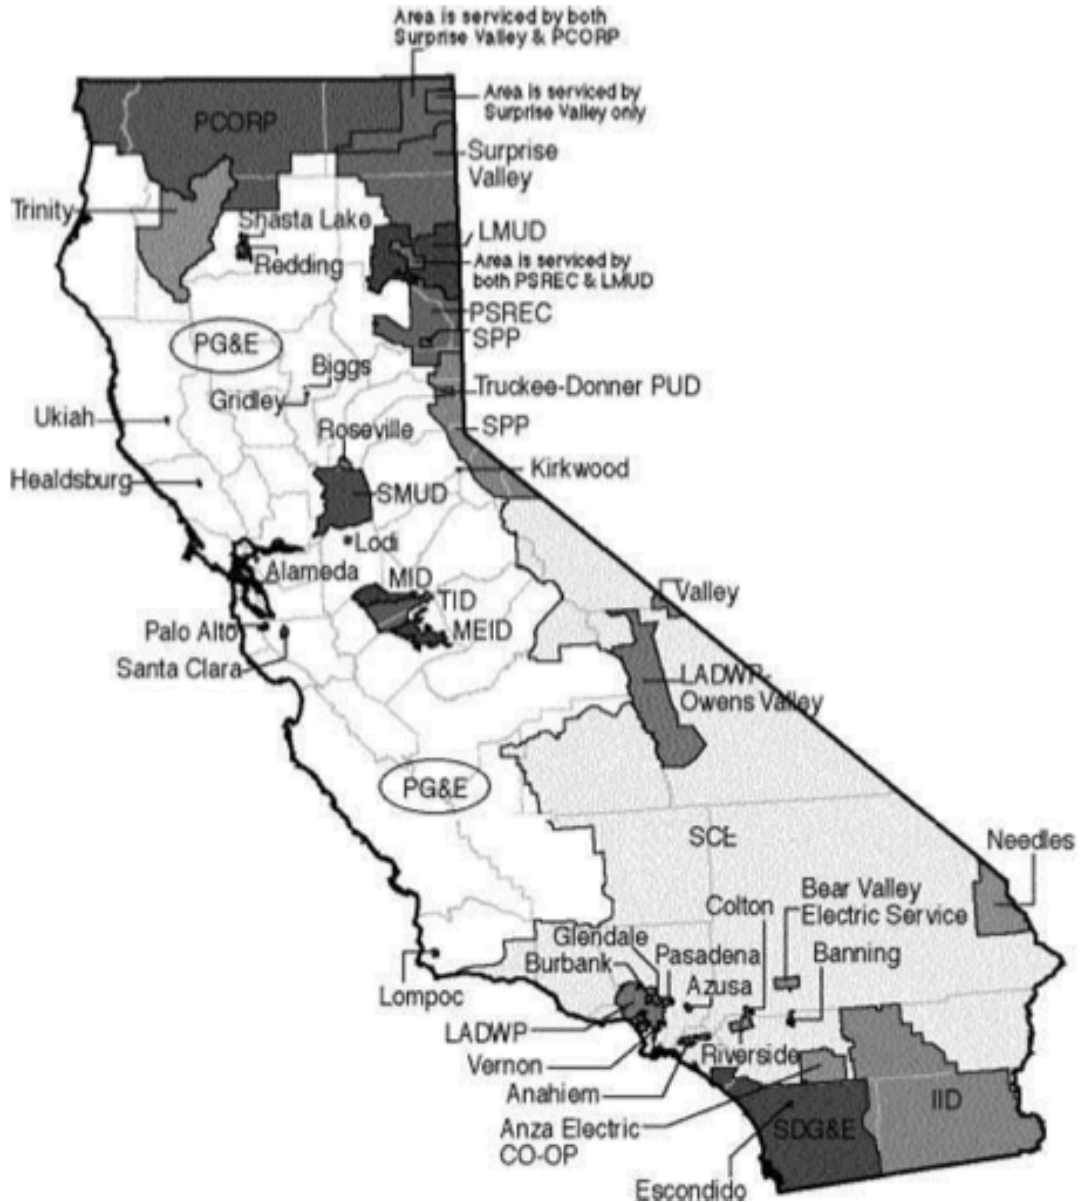 Area is serviced by both
Surprise Valley & PCORP
Area is serviced by
Surprise Valley only
PCORP
Surprise
Valley
Trinity
Shasta Lake
LMUD
Redding
Area is serviced by
both PSREC & LMUD
PSREC
SPP
PG&E
Biggs
Truckee-Donner PUD
Gridley
Ukiah
Roseville
SPP
Kirkwood
Healdsburg
SMUD
Lodi
Alameda
MID
Valley
TID
Palo Alto
MEID
Santa Clara
LADWP-
Owens Valley
PG&E
SCE
Needles
Bear Valley
Electric Service
Colton
Glendale
Pasadena
Banning
Burbank
Azusa
Lompoc
LADWP
Vernon
Riverside
Anahiem
IID
Anza Electric
CO-OP
SDG&E
Escondido